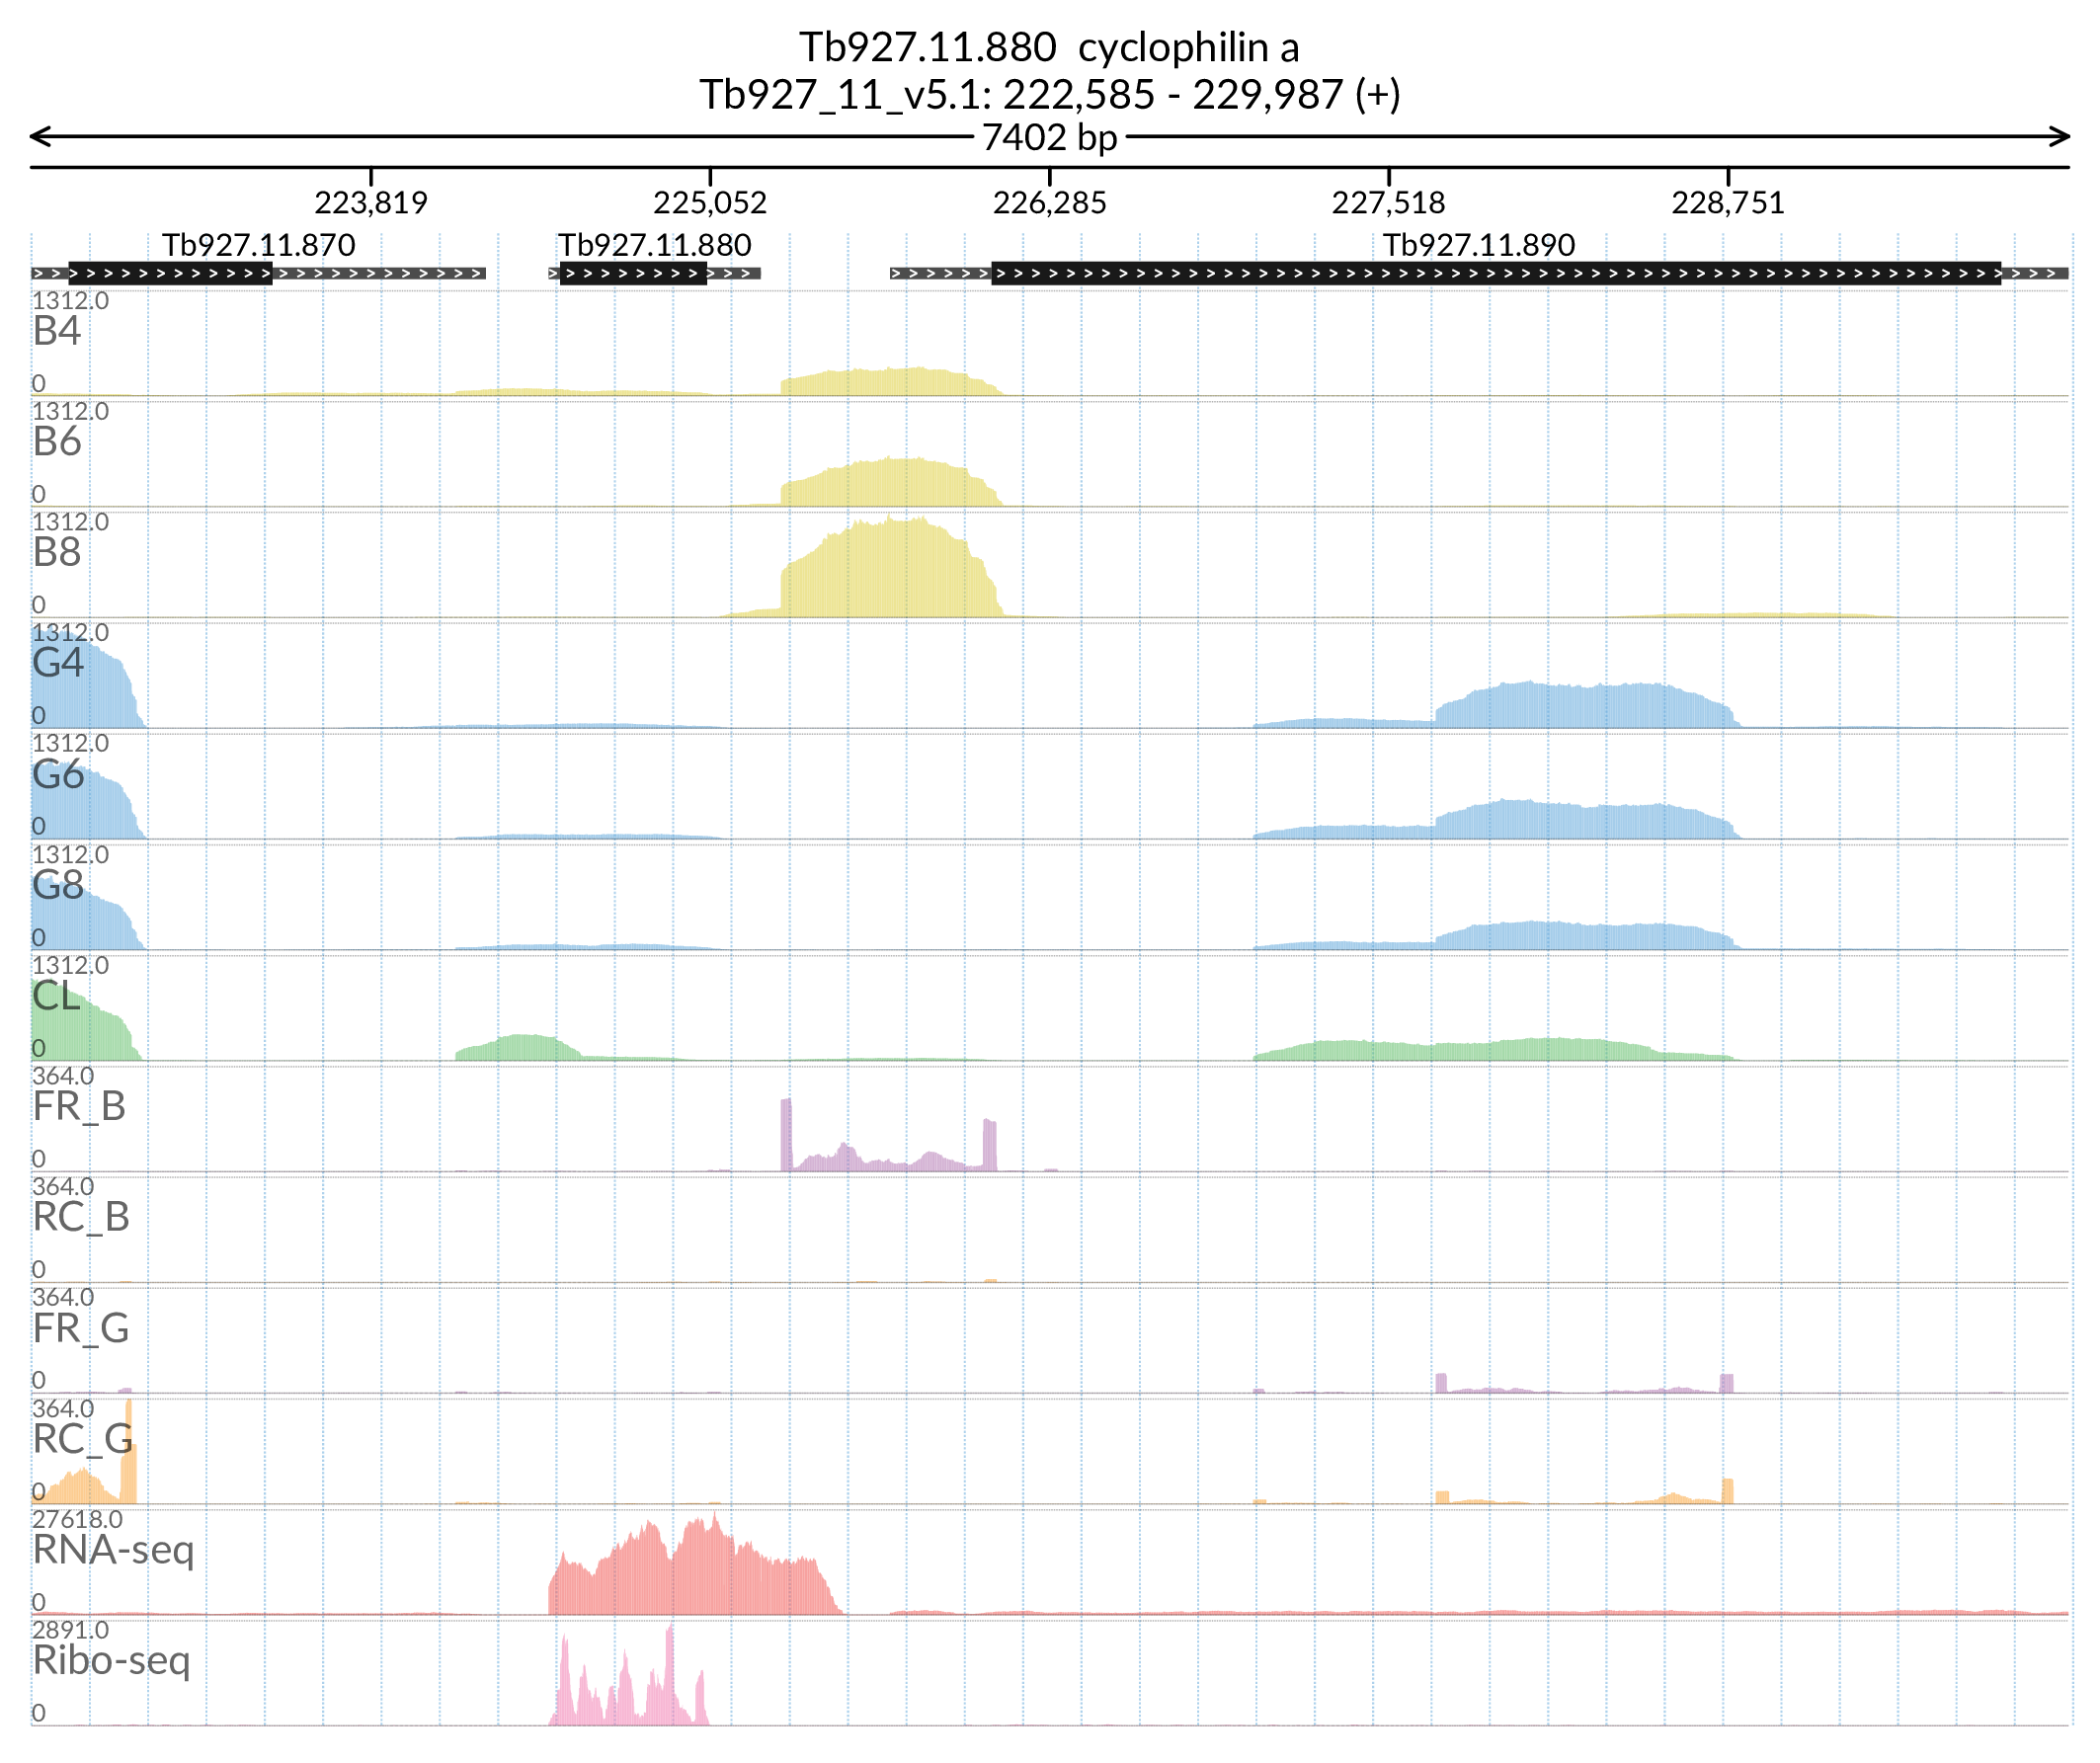 Tb927.11.880  cyclophilin a
Tb927_11_v5.1: 222,585 - 229,987 (+)
7402 bp
223,819 225,052 226,285 227,518 228,751
Tb927.11.870 Tb927.11.880 Tb927.11.890
1312.0
B4
0
1312.0
B6
0
1312.0
B8
0
1312.0
G4
0
1312.0
G6
0
1312.0
G8
0
1312.0
CL
0
364.0
FR_B
0
364.0
RC_B
0
364.0
FR_G
0
364.0
RC_G
0
27618.0
RNA-seq
0
2891.0
Ribo-seq
0